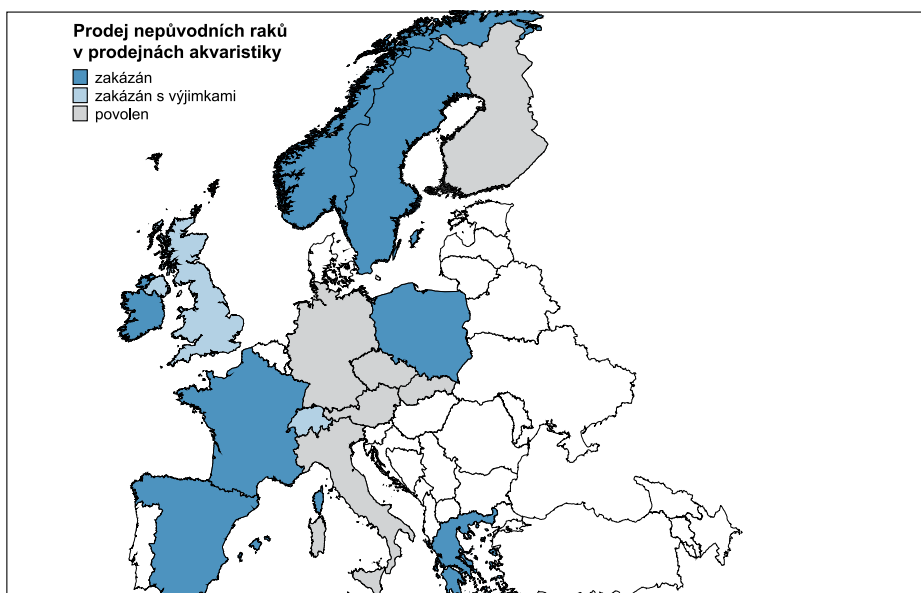 Prodej nepůvodních raků
v prodejnách akvaristiky
zakázán
zakázán s výjimkami
povolen